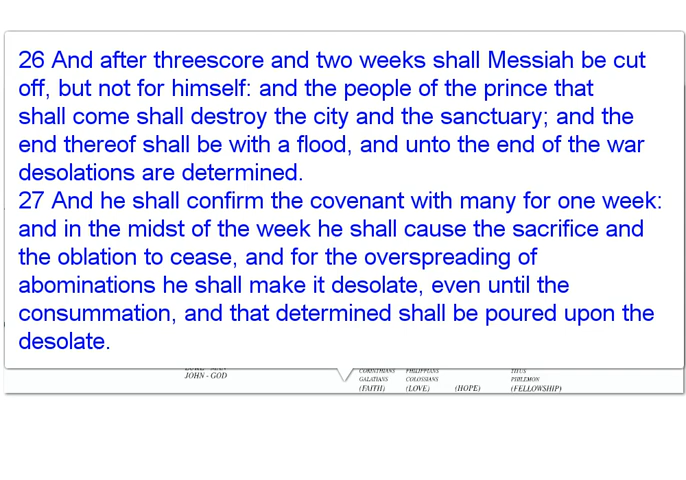 26 And after threescore and two weeks shall Messiah be cut
off, but not for himself: and the people of the prince that
shall come shall destroy the city and the sanctuary; and the
end thereof shall be with a flood, and unto the end of the war
desolations are determined.
27 And he shall confirm the covenant with many for one week:
and in the midst of the week he shall cause the sacrifice and
the oblation to cease, and for the overspreading of
abominations he shall make it desolate, even until the
consummation, and that determined shall be poured upon the
desolate.
CORINTHIANS PHILIPPIANS TITUS
JOHN - GOD
GALATIANS COLOSSIANS PHILEMON
(FAITH) (LOVE) (HOPE) (FELLOWSHIP)